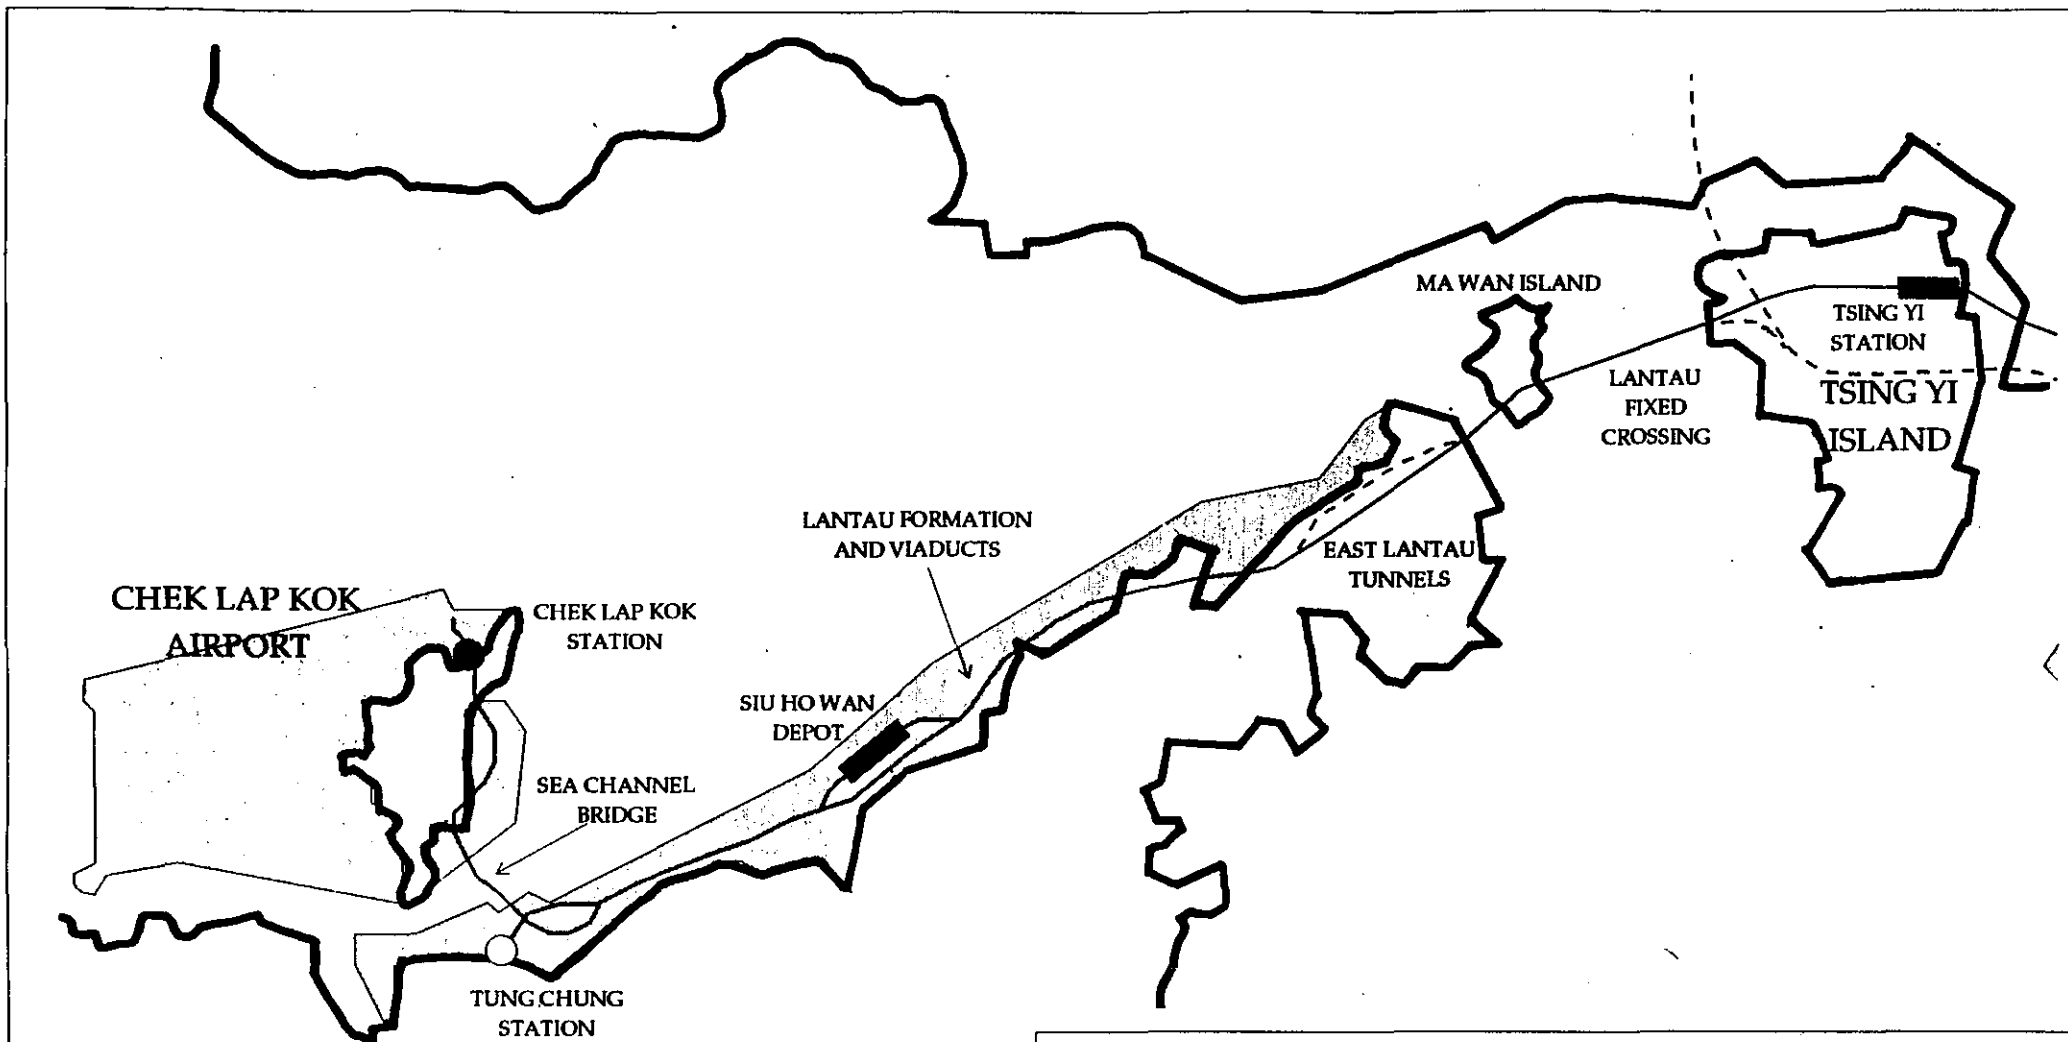 MA WAN ISLAND
TSING YI
STATION
LANTAU
FIXED
CROSSING
TSING YI
ISLAND
LANTAU FORMATION
AND VIADUCTS
EAST LANTAU
TUNNELS
CHEK LAP KOK
AIRPORT
CHEK LAP KOK
STATION
SIU HO WAN
DEPOT
SEA CHANNEL
BRIDGE
TUNG CHUNG
STATION